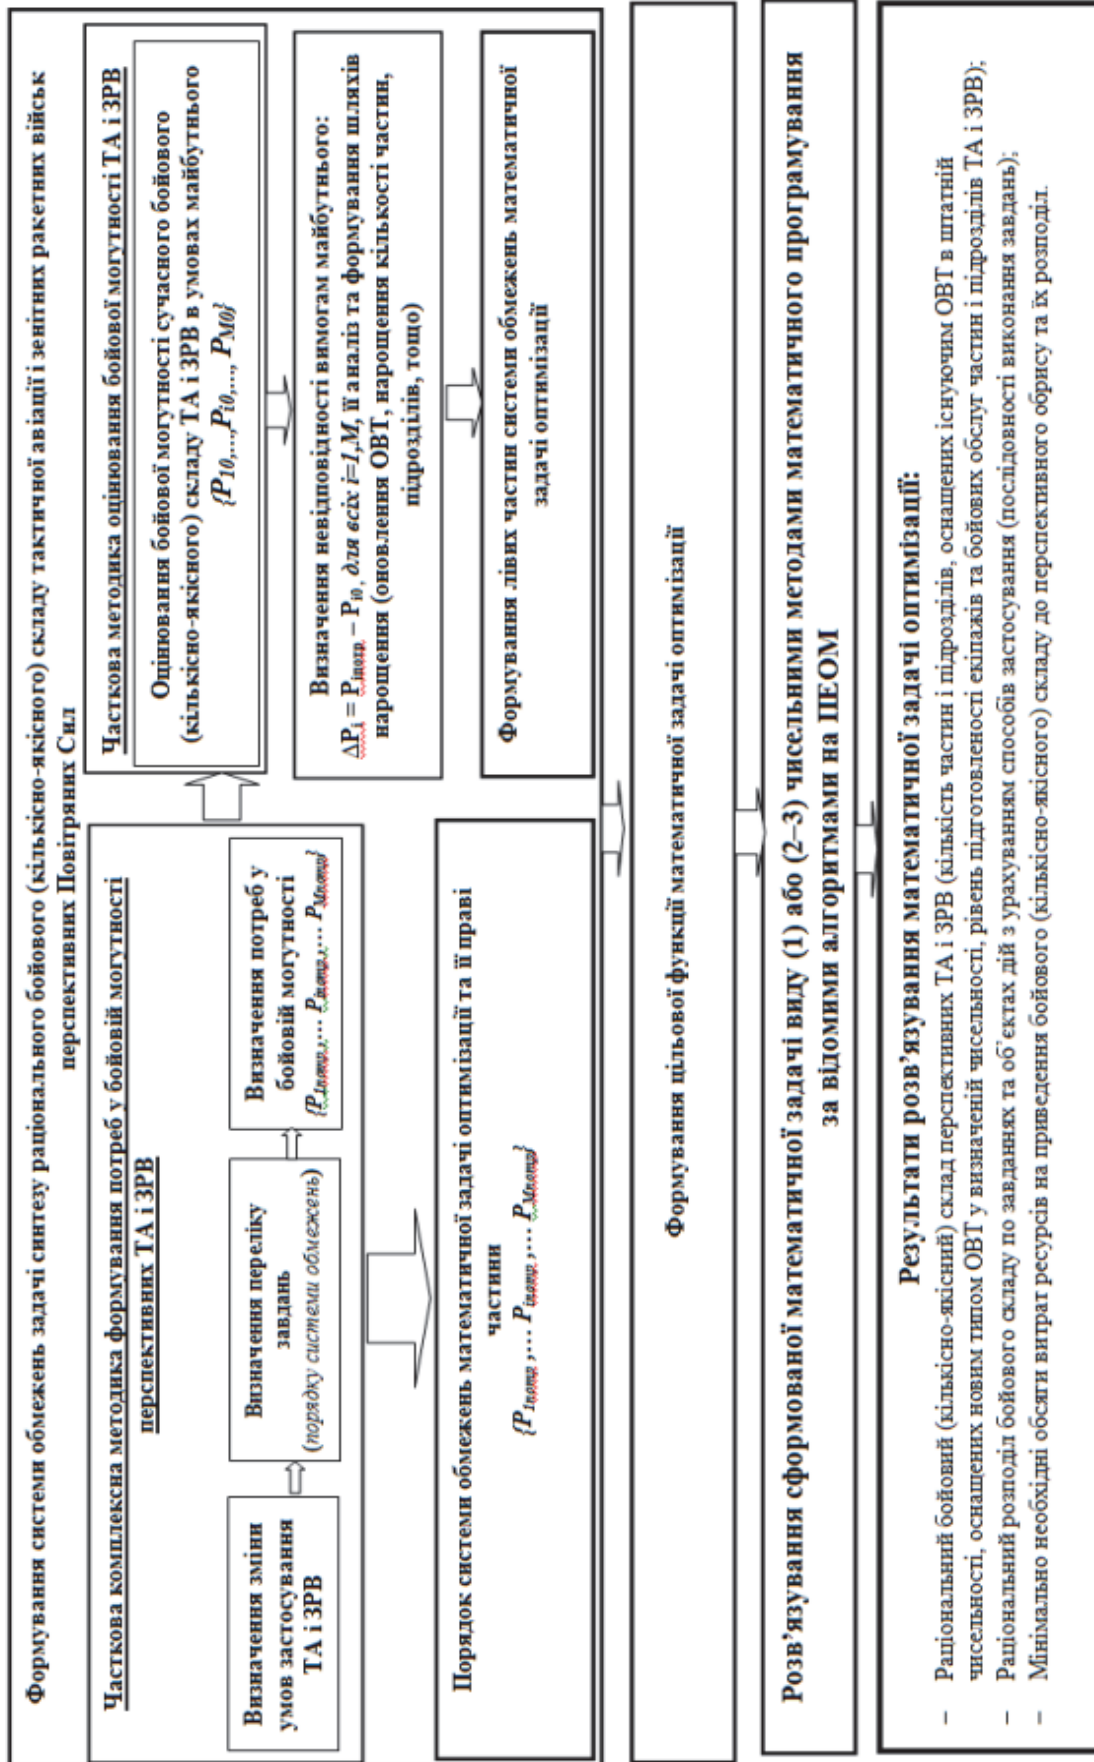 Формування системи обмежень задачі синтезу раціонального бойового (кількісно-якісного) складу тактичної авіації і зенітних ракетних військ
перспективних Повітряних Сил
Часткова комплексна методика формування потреб у бойовій могутності
перспективних ТА і ЗРВ
Визначення зміни
умов застосування
ТА і ЗРВ
Визначення переліку
завдань
(порядку системи обмежень)
Визначення потреб у
бойовій могутності
{P1потр,… Pіпотр,… PМпотр}
Часткова методика оцінювання бойової могутності ТА і ЗРВ
Оцінювання бойової могутності сучасного бойового
(кількісно-якісного) складу ТА і ЗРВ в умовах майбутнього
{P10,…,Pi0,…, PM0}
Визначення невідповідності вимогам майбутнього:
ΔPi = Pіпотр – Pi0, для всіх i=1,M, її аналіз та формування шляхів
нарощення (оновлення ОВТ, нарощення кількості частин,
підрозділів, тощо)
Порядок системи обмежень математичної задачі оптимізації та її праві
частини
{P1потр,… Pіпотр,… PМпотр}
Формування лівих частин системи обмежень математичної
задачі оптимізації
Формування цільової функції математичної задачі оптимізації
Розв’язування сформованої математичної задачі виду (1) або (2–3) чисельними методами математичного програмування
за відомими алгоритмами на ПЕОМ
Результати розв’язування математичної задачі оптимізації:
– Раціональний бойовий (кількісно-якісний) склад перспективних ТА і ЗРВ (кількість частин і підрозділів, оснащених існуючим ОВТ в штатній
чисельності, оснащених новим типом ОВТ у визначеній чисельності, рівень підготовленості екіпажів та бойових обслуг частин і підрозділів ТА і ЗРВ);
– Раціональний розподіл бойового складу по завданнях та об’єктах дій з урахуванням способів застосування (послідовності виконання завдань);
– Мінімально необхідні обсяги витрат ресурсів на приведення бойового (кількісно-якісного) складу до перспективного обрису та їх розподіл.